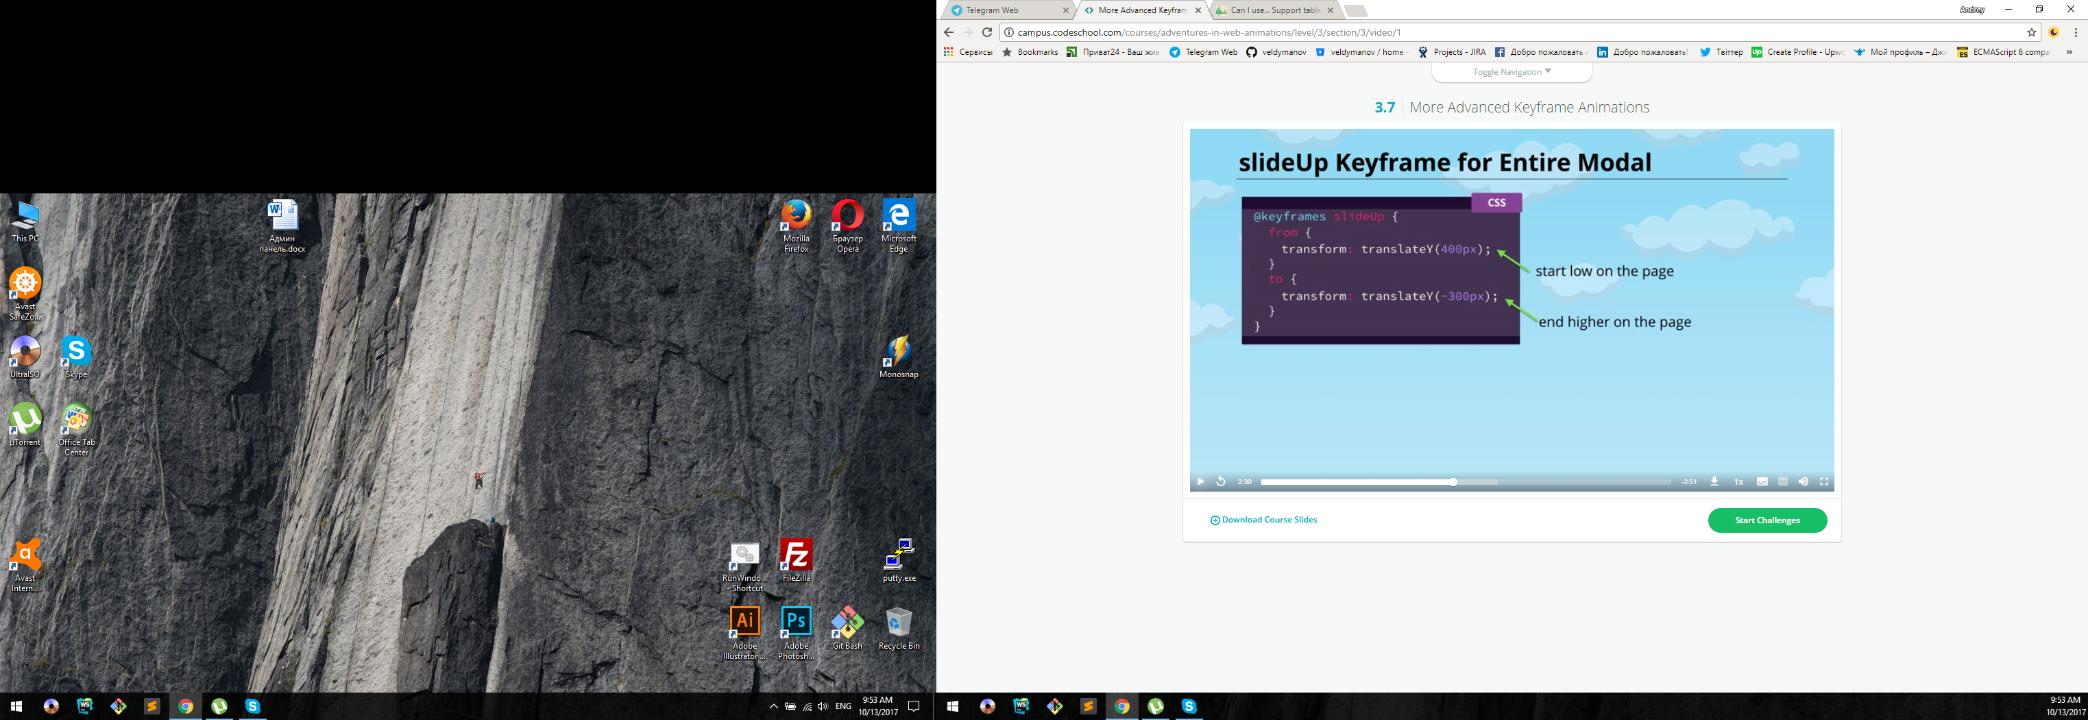 This PC
Админ
панель.docx
Mozilla
Firefox
Браузер
Opera
Microsoft
Edge
Avast
SafeZo...
UltraISO
Skype
Monosnap
µTorrent
Office Tab
Center
Avast
Intern...
RunWindo...
- Shortcut
FileZilla
putty.exe
Adobe
Illustrator ...
Adobe
Photosh...
Git Bash
Recycle Bin
ENG
9:53 AM
10/13/2017
Telegram Web
More Advanced Keyfram
Can I use... Support table
Andrey
campus.codeschool.com/courses/adventures-in-web-animations/level/3/section/3/video/1
Сервисы
Bookmarks
Приват24 - Ваш жив
Telegram Web
veldymanov
veldymanov / home -
Projects - JIRA
Добро пожаловать
Добро пожаловать!
Твіттер
Create Profile - Upwo
Мой профиль – Джи
ECMAScript 6 compa
»
Toggle Navigation
3.7 More Advanced Keyframe Animations
slideUp Keyframe for Entire Modal
CSS
@keyframes slideUp {
from {
transform: translateY(400px);
}
to {
transform: translateY(-300px);
}
}
start low on the page
end higher on the page
2:30
-2:51
1x
Download Course Slides
Start Challenges
9:53 AM
10/13/2017